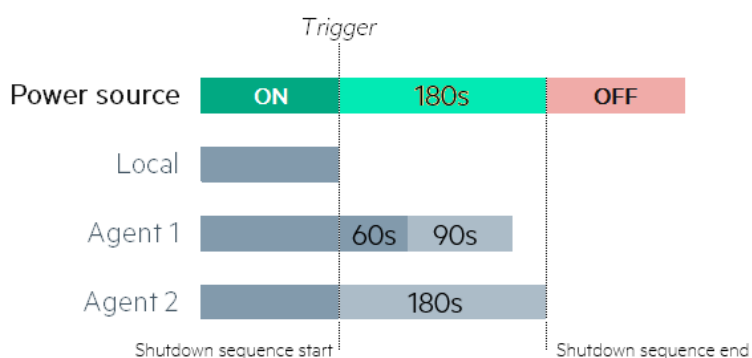 Trigger
Power source ON 180s OFF
Local
Agent 1 60s 90s
Agent 2 180s
Shutdown sequence start Shutdown sequence end